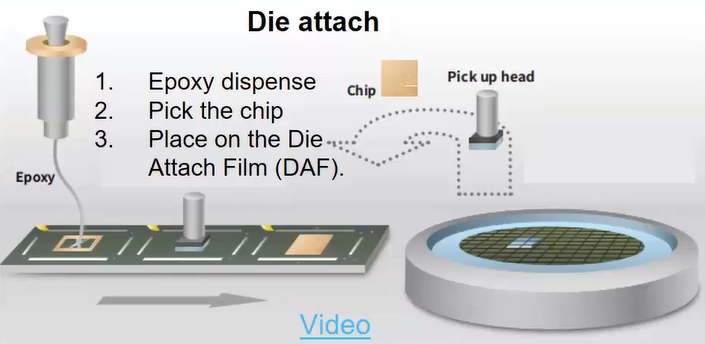 Die attach
1. Epoxy dispense
2. Pick the chip
3. Place on the Die
Attach Film (DAF).
Chip
Pick up head
Epoxy
Video